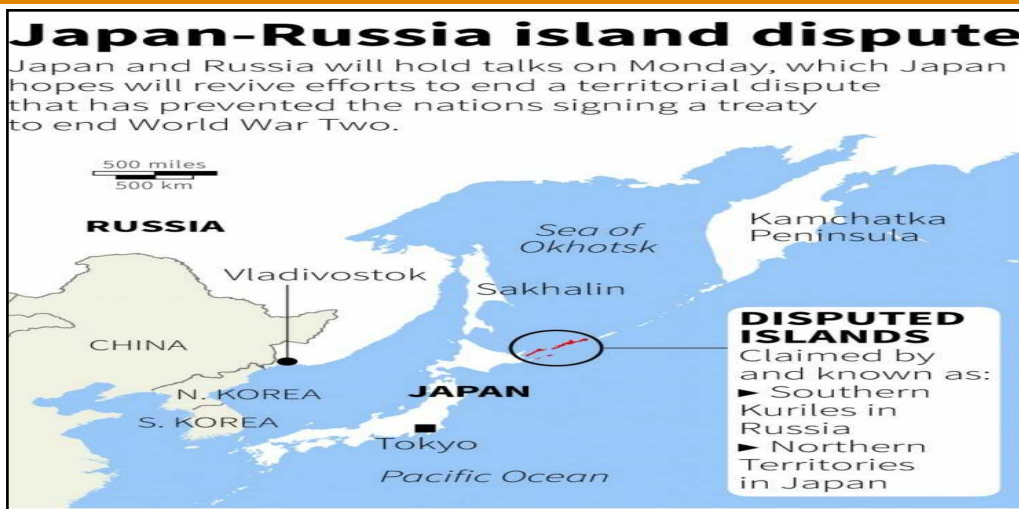 Japan-Russia island dispute
Japan and Russia will hold talks on Monday, which Japan
hopes will revive efforts to end a territorial dispute
that has prevented the nations signing a treaty
to end World War Two.
500 miles
500 km
RUSSIA
Sea of
Okhotsk
Kamchatka
Peninsula
Vladivostok
Sakhalin
CHINA
N. KOREA
S. KOREA
JAPAN
Tokyo
Pacific Ocean
DISPUTED
ISLANDS
Claimed by
and known as:
► Southern
Kuriles in
Russia
► Northern
Territories
in Japan